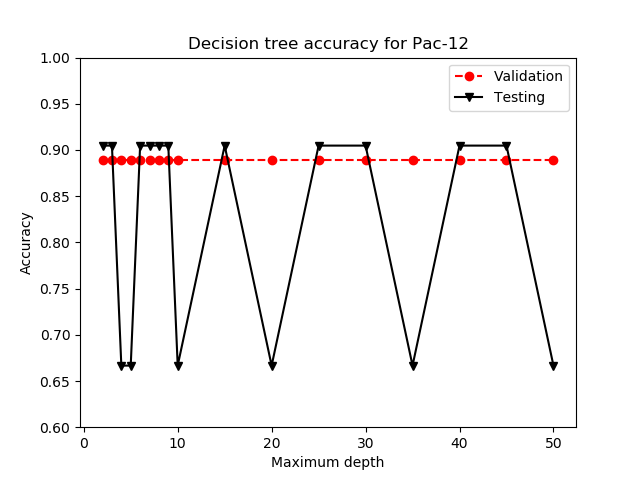 Decision tree accuracy for Pac-12
Validation
Testing
1.00
0.95
0.90
0.85
0.80
0.75
0.70
0.65
0.60
Accuracy
0 10 20 30 40 50
Maximum depth